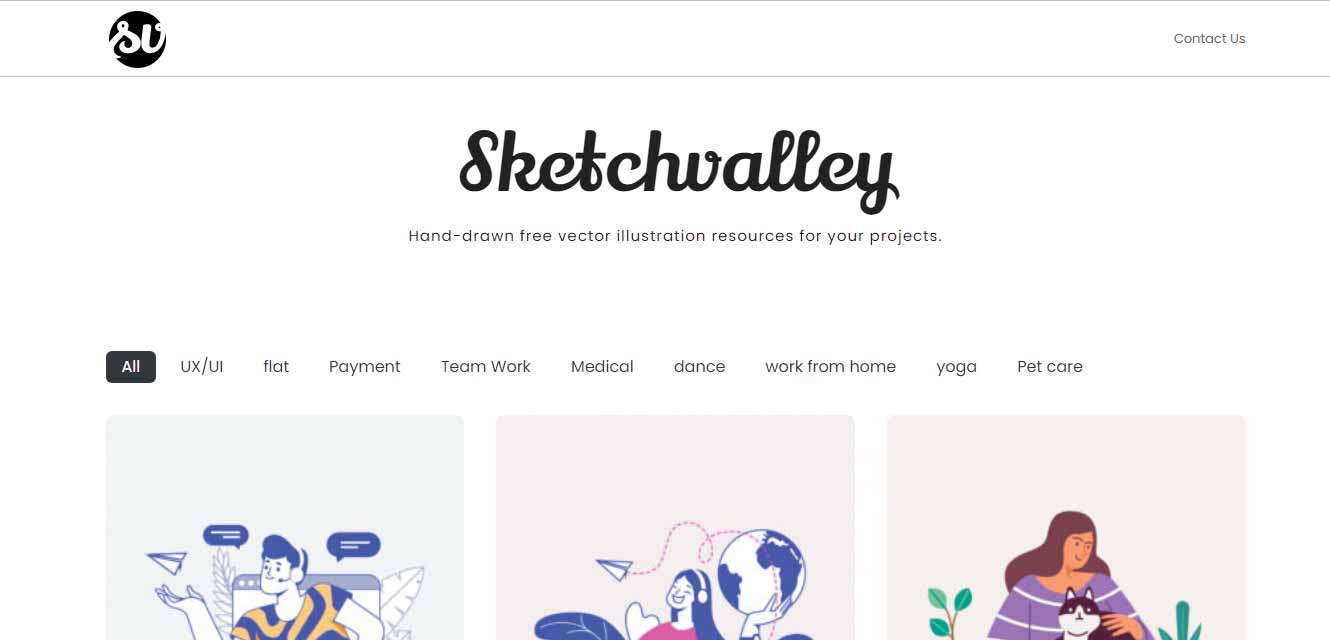 SV
Contact Us
Sketchvalley
Hand-drawn free vector illustration resources for your projects.
All UX/UI flat Payment Team Work Medical dance work from home yoga Pet care